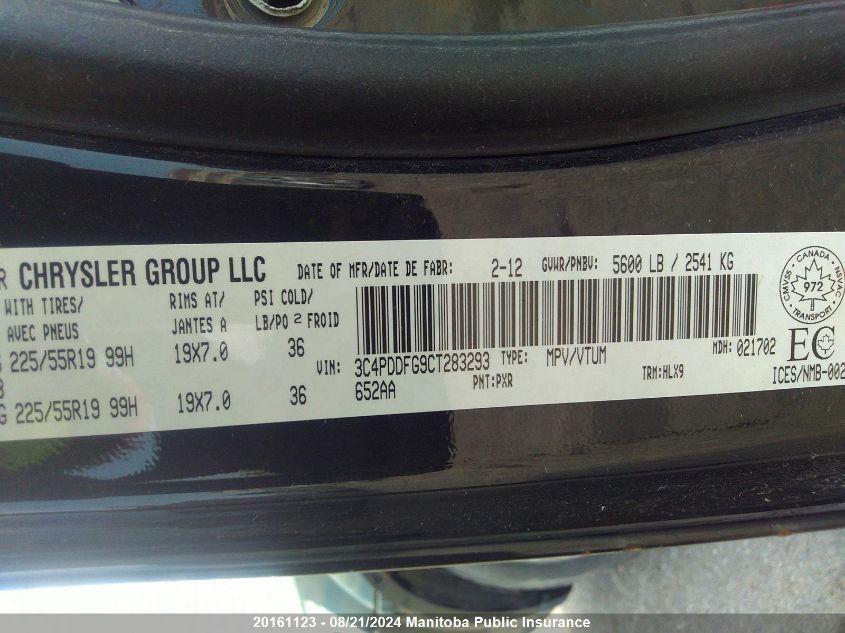 R CHRYSLER GROUP LLC DATE OF MFR/DATE DE FABR: 2-12 GVWR/PNBV: 5600 LB / 2541 KG
WITH TIRES/ RIMS AT/ PSI COLD/
AVEC PNEUS JANTES A LB/PO 2 FROID
225/55R19 99H 19X7.0 36
VIN: 3C4PDDFG9CT283293 TYPE: MPV/VTUM MDH: 021702
B PNT:PXR TRM:HLX9 ICES/NMB-002
G 225/55R19 99H 19X7.0 36 652AA
CANADA
CMVSS NSVAC
972
TRANSPORT
EC
20161123 - 08/21/2024 Manitoba Public Insurance